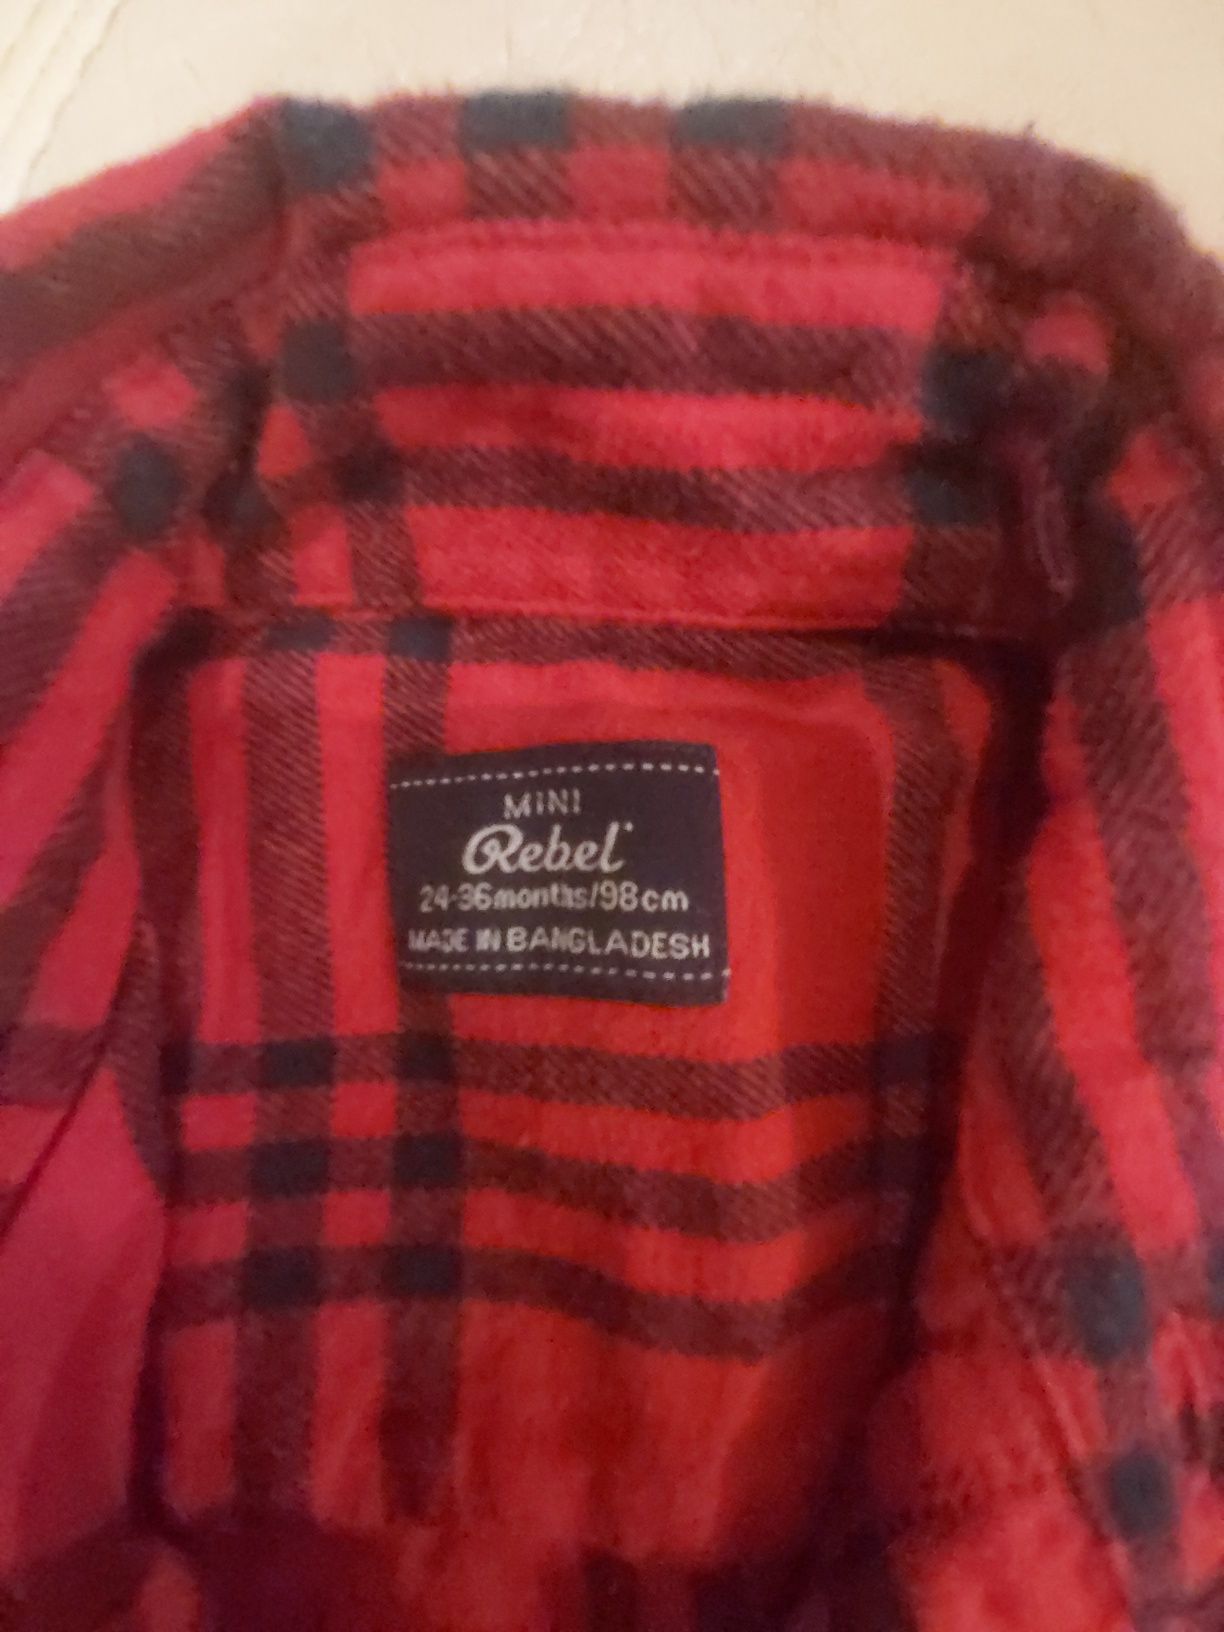 MINI
Rebel
24-36months/98cm
MADE IN BANGLADESH